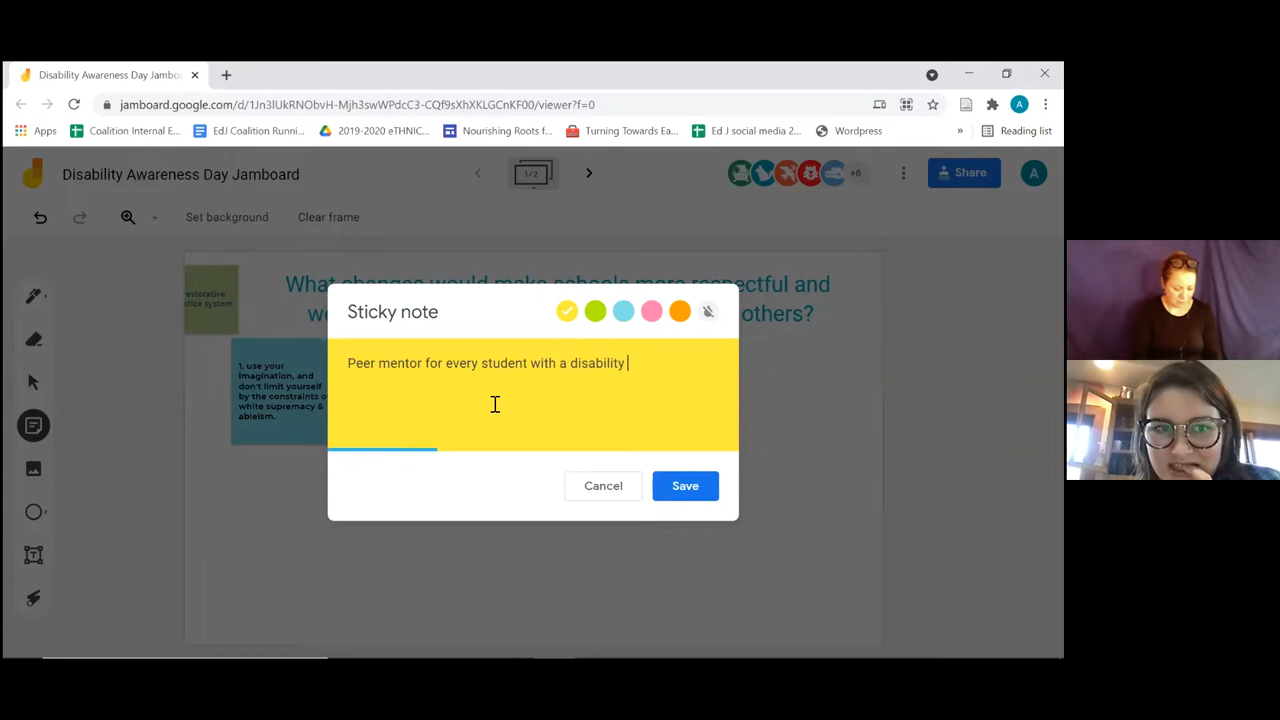 Disability Awareness Day Jambo
jamboard.google.com/d/1Jn3lUkRNObvH-Mjh3swWPdcC3-CQf9sXhXKLGCnKF00/viewer?f=0
A
Apps
Coalition Internal E...
EdJ Coalition Runni...
2019-2020 eTHNIC...
Nourishing Roots f...
Turning Towards Ea...
Ed J social media 2...
Wordpress
»
Reading list
Disability Awareness Day Jamboard
1/2
+6
Share
A
Set background
Clear frame
estorative
stice system
What changes would make schools more respectful and
we
others?
1. use your
imagination, and
don't limit yourself
by the constraints o
white supremacy &
ableism.
Sticky note
Peer mentor for every student with a disability
Cancel
Save